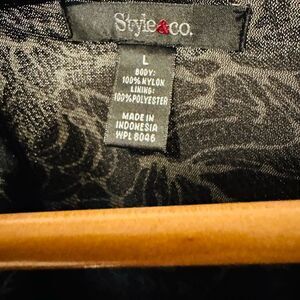 Style&co.
L
BODY:
100% NYLON
LINING:
100% POLYESTER
MADE IN
INDONESIA
WPL 8046